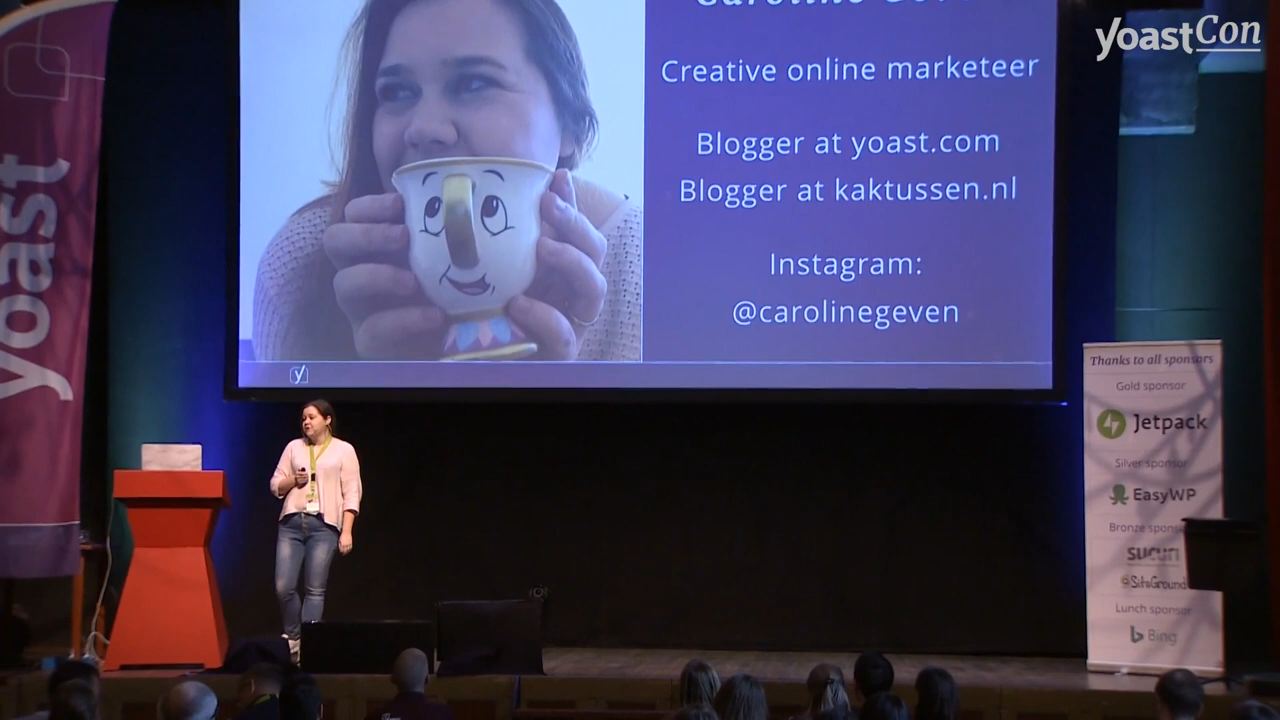 yoastCon
Caroline
Creative online marketeer
Blogger at yoast.com
Blogger at kaktussen.nl
Instagram:
@carolinegeven
yoast
Thanks to all sponsors
Gold sponsor
Jetpack
Silver sponsor
EasyWP
Bronze sponsor
SUCURI
SiteGround
Lunch sponsor
Bing